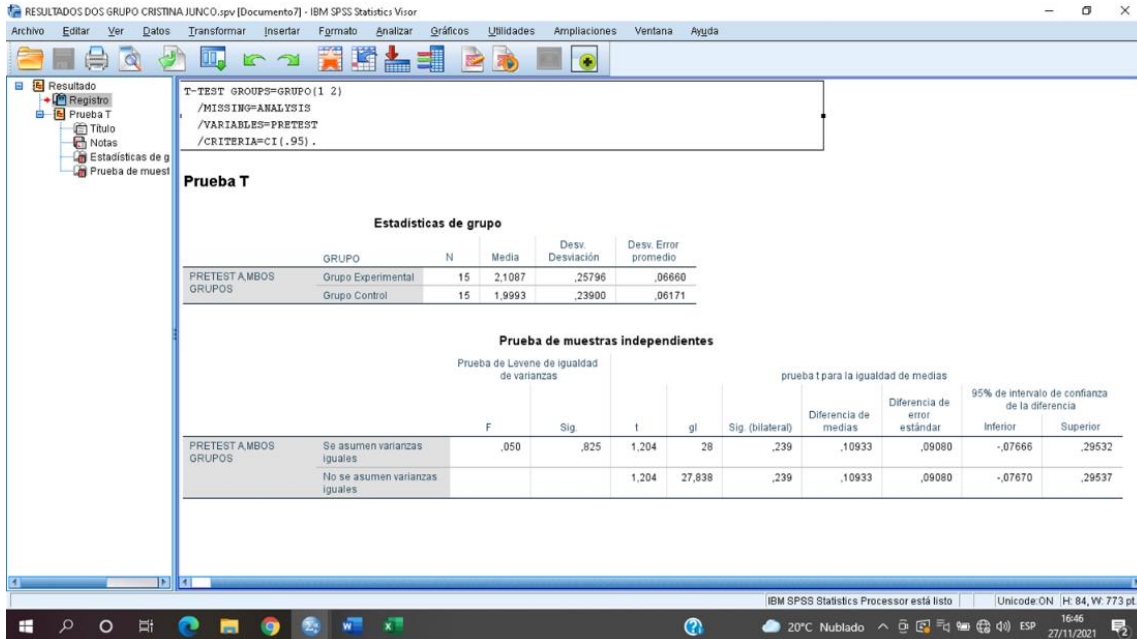 RESULTADOS DOS GRUPO CRISTINA JUNCO.spv [Documento7] - IBM SPSS Statistics Visor
Archivo Editar Ver Datos Transformar Insertar Formato Analizar Gráficos Utilidades Ampliaciones Ventana Ayuda
Resultado
Registro
Prueba T
Título
Notas
Estadísticas de g
Prueba de muest
T-TEST GROUPS=GRUPO(1 2)
/MISSING=ANALYSIS
/VARIABLES=PRETEST
/CRITERIA=CI(.95).
Prueba T
Estadísticas de grupo
GRUPO N Media Desv. Desviación Desv. Error promedio
PRETEST A,MBOS GRUPOS Grupo Experimental 15 2,1087 ,25796 ,06660
Grupo Control 15 1,9993 ,23900 ,06171
Prueba de muestras independientes
Prueba de Levene de igualdad de varianzas prueba t para la igualdad de medias
F Sig. t gl Sig. (bilateral) Diferencia de medias Diferencia de error estándar 95% de intervalo de confianza de la diferencia
Inferior Superior
PRETEST A,MBOS GRUPOS Se asumen varianzas iguales ,050 ,825 1,204 28 ,239 ,10933 ,09080 -,07666 ,29532
No se asumen varianzas iguales 1,204 27,838 ,239 ,10933 ,09080 -,07670 ,29537
IBM SPSS Statistics Processor está listo Unicode:ON H: 84, W: 773 pt.
20°C Nublado ESP 16:46
27/11/2021